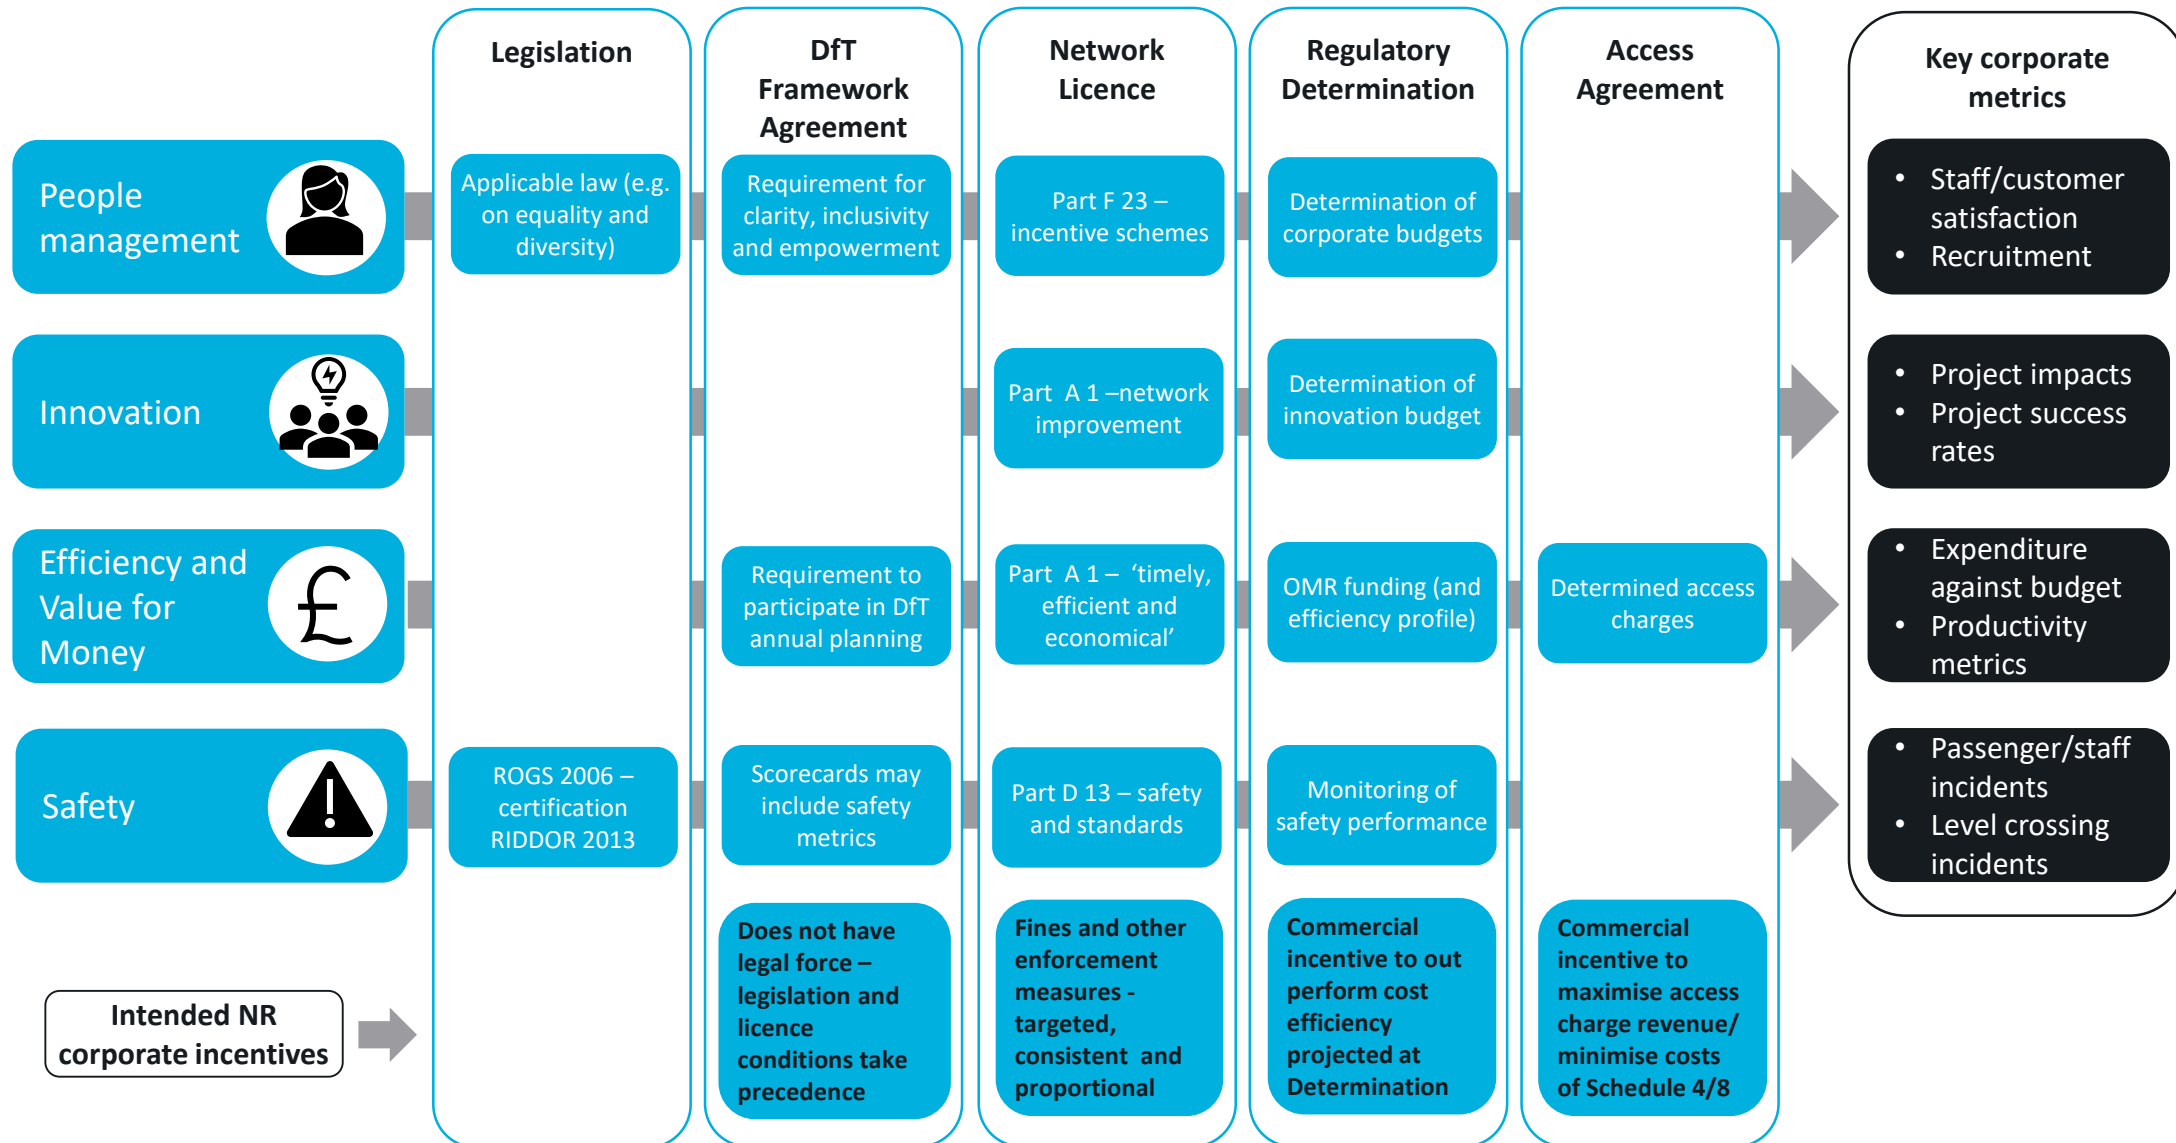 Legislation
DfT
Framework
Agreement
Network
Licence
Regulatory
Determination
Access
Agreement
Key corporate
metrics
People
management
Applicable law (e.g.
on equality and
diversity)
Requirement for
clarity, inclusivity
and empowerment
Part F 23 –
incentive schemes
Determination of
corporate budgets
• Staff/customer
satisfaction
• Recruitment
Innovation
Part  A 1 –network
improvement
Determination of
innovation budget
• Project impacts
• Project success
rates
Efficiency and
Value for
Money
£
Requirement to
participate in DfT
annual planning
Part  A 1 –  ‘timely,
efficient and
economical’
OMR funding (and
efficiency profile)
Determined access
charges
• Expenditure
against budget
• Productivity
metrics
Safety
ROGS 2006 –
certification
RIDDOR 2013
Scorecards may
include safety
metrics
Part D 13 – safety
and standards
Monitoring of
safety performance
• Passenger/staff
incidents
• Level crossing
incidents
Intended NR
corporate incentives
Does not have
legal force –
legislation and
licence
conditions take
precedence
Fines and other
enforcement
measures -
targeted,
consistent  and
proportional
Commercial
incentive to out
perform cost
efficiency
projected at
Determination
Commercial
incentive to
maximise access
charge revenue/
minimise costs
of Schedule 4/8